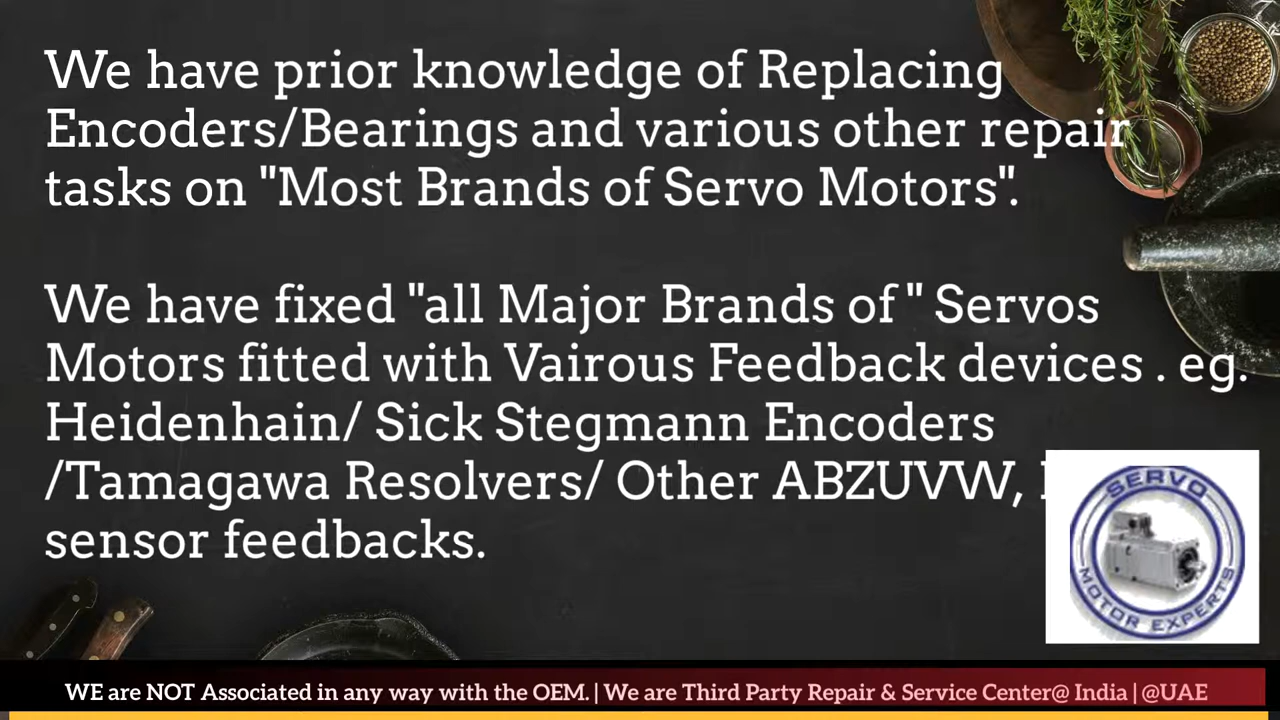 We have prior knowledge of Replacing
Encoders/Bearings and various other repair
tasks on "Most Brands of Servo Motors".
We have fixed "all Major Brands of " Servos
Motors fitted with Vairous Feedback devices . eg.
Heidenhain/ Sick Stegmann Encoders
/Tamagawa Resolvers/ Other ABZUVW,
sensor feedbacks.
SERVO
MOTOR EXPERTS
WE are NOT Associated in any way with the OEM. | We are Third Party Repair & Service Center@ India | @UAE